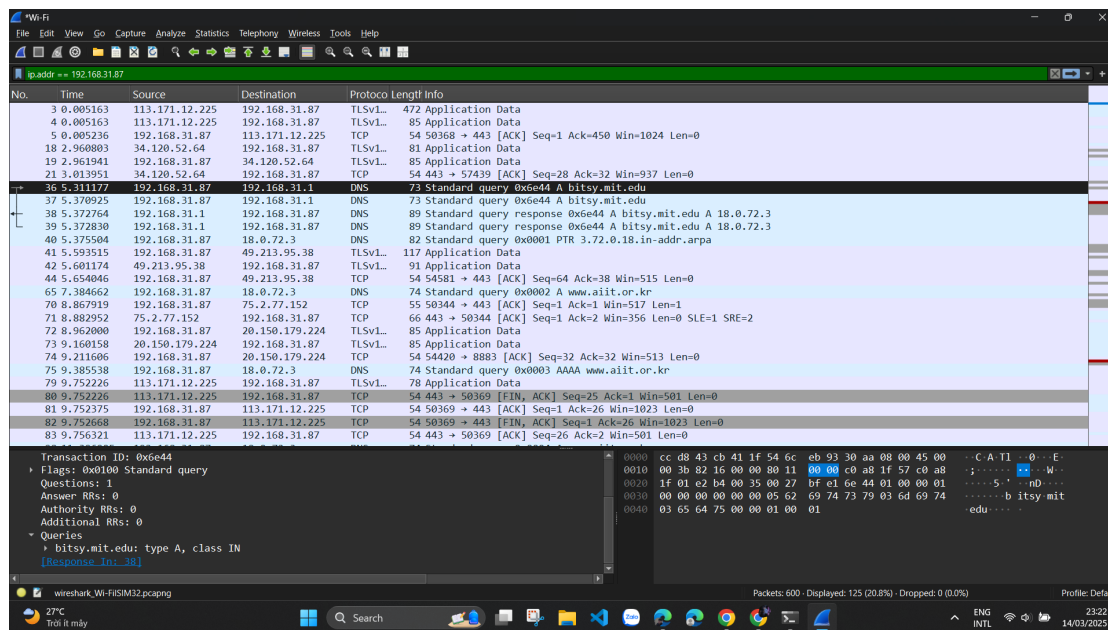 *Wi-Fi
File Edit View Go Capture Analyze Statistics Telephony Wireless Tools Help
ip.addr == 192.168.31.87
No. Time Source Destination Protoco Lengtl Info
3 0.005163 113.171.12.225 192.168.31.87 TLSv1… 472 Application Data
4 0.005163 113.171.12.225 192.168.31.87 TLSv1… 85 Application Data
5 0.005236 192.168.31.87 113.171.12.225 TCP 54 50368 → 443 [ACK] Seq=1 Ack=450 Win=1024 Len=0
18 2.960803 34.120.52.64 192.168.31.87 TLSv1… 81 Application Data
19 2.961941 192.168.31.87 34.120.52.64 TLSv1… 85 Application Data
21 3.013951 34.120.52.64 192.168.31.87 TCP 54 443 → 57439 [ACK] Seq=28 Ack=32 Win=937 Len=0
36 5.311177 192.168.31.87 192.168.31.1 DNS 73 Standard query 0x6e44 A bitsy.mit.edu
37 5.370925 192.168.31.87 192.168.31.1 DNS 73 Standard query 0x6e44 A bitsy.mit.edu
38 5.372764 192.168.31.1 192.168.31.87 DNS 89 Standard query response 0x6e44 A bitsy.mit.edu A 18.0.72.3
39 5.372830 192.168.31.1 192.168.31.87 DNS 89 Standard query response 0x6e44 A bitsy.mit.edu A 18.0.72.3
40 5.375504 192.168.31.87 18.0.72.3 DNS 82 Standard query 0x0001 PTR 3.72.0.18.in-addr.arpa
41 5.593515 192.168.31.87 49.213.95.38 TLSv1… 117 Application Data
42 5.601174 49.213.95.38 192.168.31.87 TLSv1… 91 Application Data
44 5.654046 192.168.31.87 49.213.95.38 TCP 54 54581 → 443 [ACK] Seq=64 Ack=38 Win=515 Len=0
65 7.384662 192.168.31.87 18.0.72.3 DNS 74 Standard query 0x0002 A www.aiit.or.kr
70 8.867919 192.168.31.87 75.2.77.152 TCP 55 50344 → 443 [ACK] Seq=1 Ack=1 Win=517 Len=1
71 8.882952 75.2.77.152 192.168.31.87 TCP 66 443 → 50344 [ACK] Seq=1 Ack=2 Win=356 Len=0 SLE=1 SRE=2
72 8.962000 192.168.31.87 20.150.179.224 TLSv1… 85 Application Data
73 9.160158 20.150.179.224 192.168.31.87 TLSv1… 85 Application Data
74 9.211606 192.168.31.87 20.150.179.224 TCP 54 54420 → 8883 [ACK] Seq=32 Ack=32 Win=513 Len=0
75 9.385538 192.168.31.87 18.0.72.3 DNS 74 Standard query 0x0003 AAAA www.aiit.or.kr
79 9.752226 113.171.12.225 192.168.31.87 TLSv1… 78 Application Data
80 9.752226 113.171.12.225 192.168.31.87 TCP 54 443 → 50369 [FIN, ACK] Seq=25 Ack=1 Win=501 Len=0
81 9.752375 192.168.31.87 113.171.12.225 TCP 54 50369 → 443 [ACK] Seq=1 Ack=26 Win=1023 Len=0
82 9.752668 192.168.31.87 113.171.12.225 TCP 54 50369 → 443 [FIN, ACK] Seq=1 Ack=26 Win=1023 Len=0
83 9.756321 113.171.12.225 192.168.31.87 TCP 54 443 → 50369 [ACK] Seq=26 Ack=2 Win=501 Len=0
Transaction ID: 0x6e44
Flags: 0x0100 Standard query
Questions: 1
Answer RRs: 0
Authority RRs: 0
Additional RRs: 0
Queries
bitsy.mit.edu: type A, class IN
[Response In: 38]
0000 cc d8 43 cb 41 1f 54 6c eb 93 30 aa 08 00 45 00 ··C·A·Tl ··0···E·
0010 00 3b 82 16 00 00 80 11 00 00 c0 a8 1f 57 c0 a8 ·;······ ·····W··
0020 1f 01 e2 b4 00 35 00 27 bf e1 6e 44 01 00 00 01 ·····5·' ··nD····
0030 00 00 00 00 00 00 05 62 69 74 73 79 03 6d 69 74 ·······b itsy·mit
0040 03 65 64 75 00 00 01 00 01 ·edu···· ·
wireshark_Wi-FiISIM32.pcapng Packets: 600 · Displayed: 125 (20.8%) · Dropped: 0 (0.0%) Profile: Defa
27°C
Trời ít mây
Search
Zalo
ENG
INTL
23:22
14/03/2025